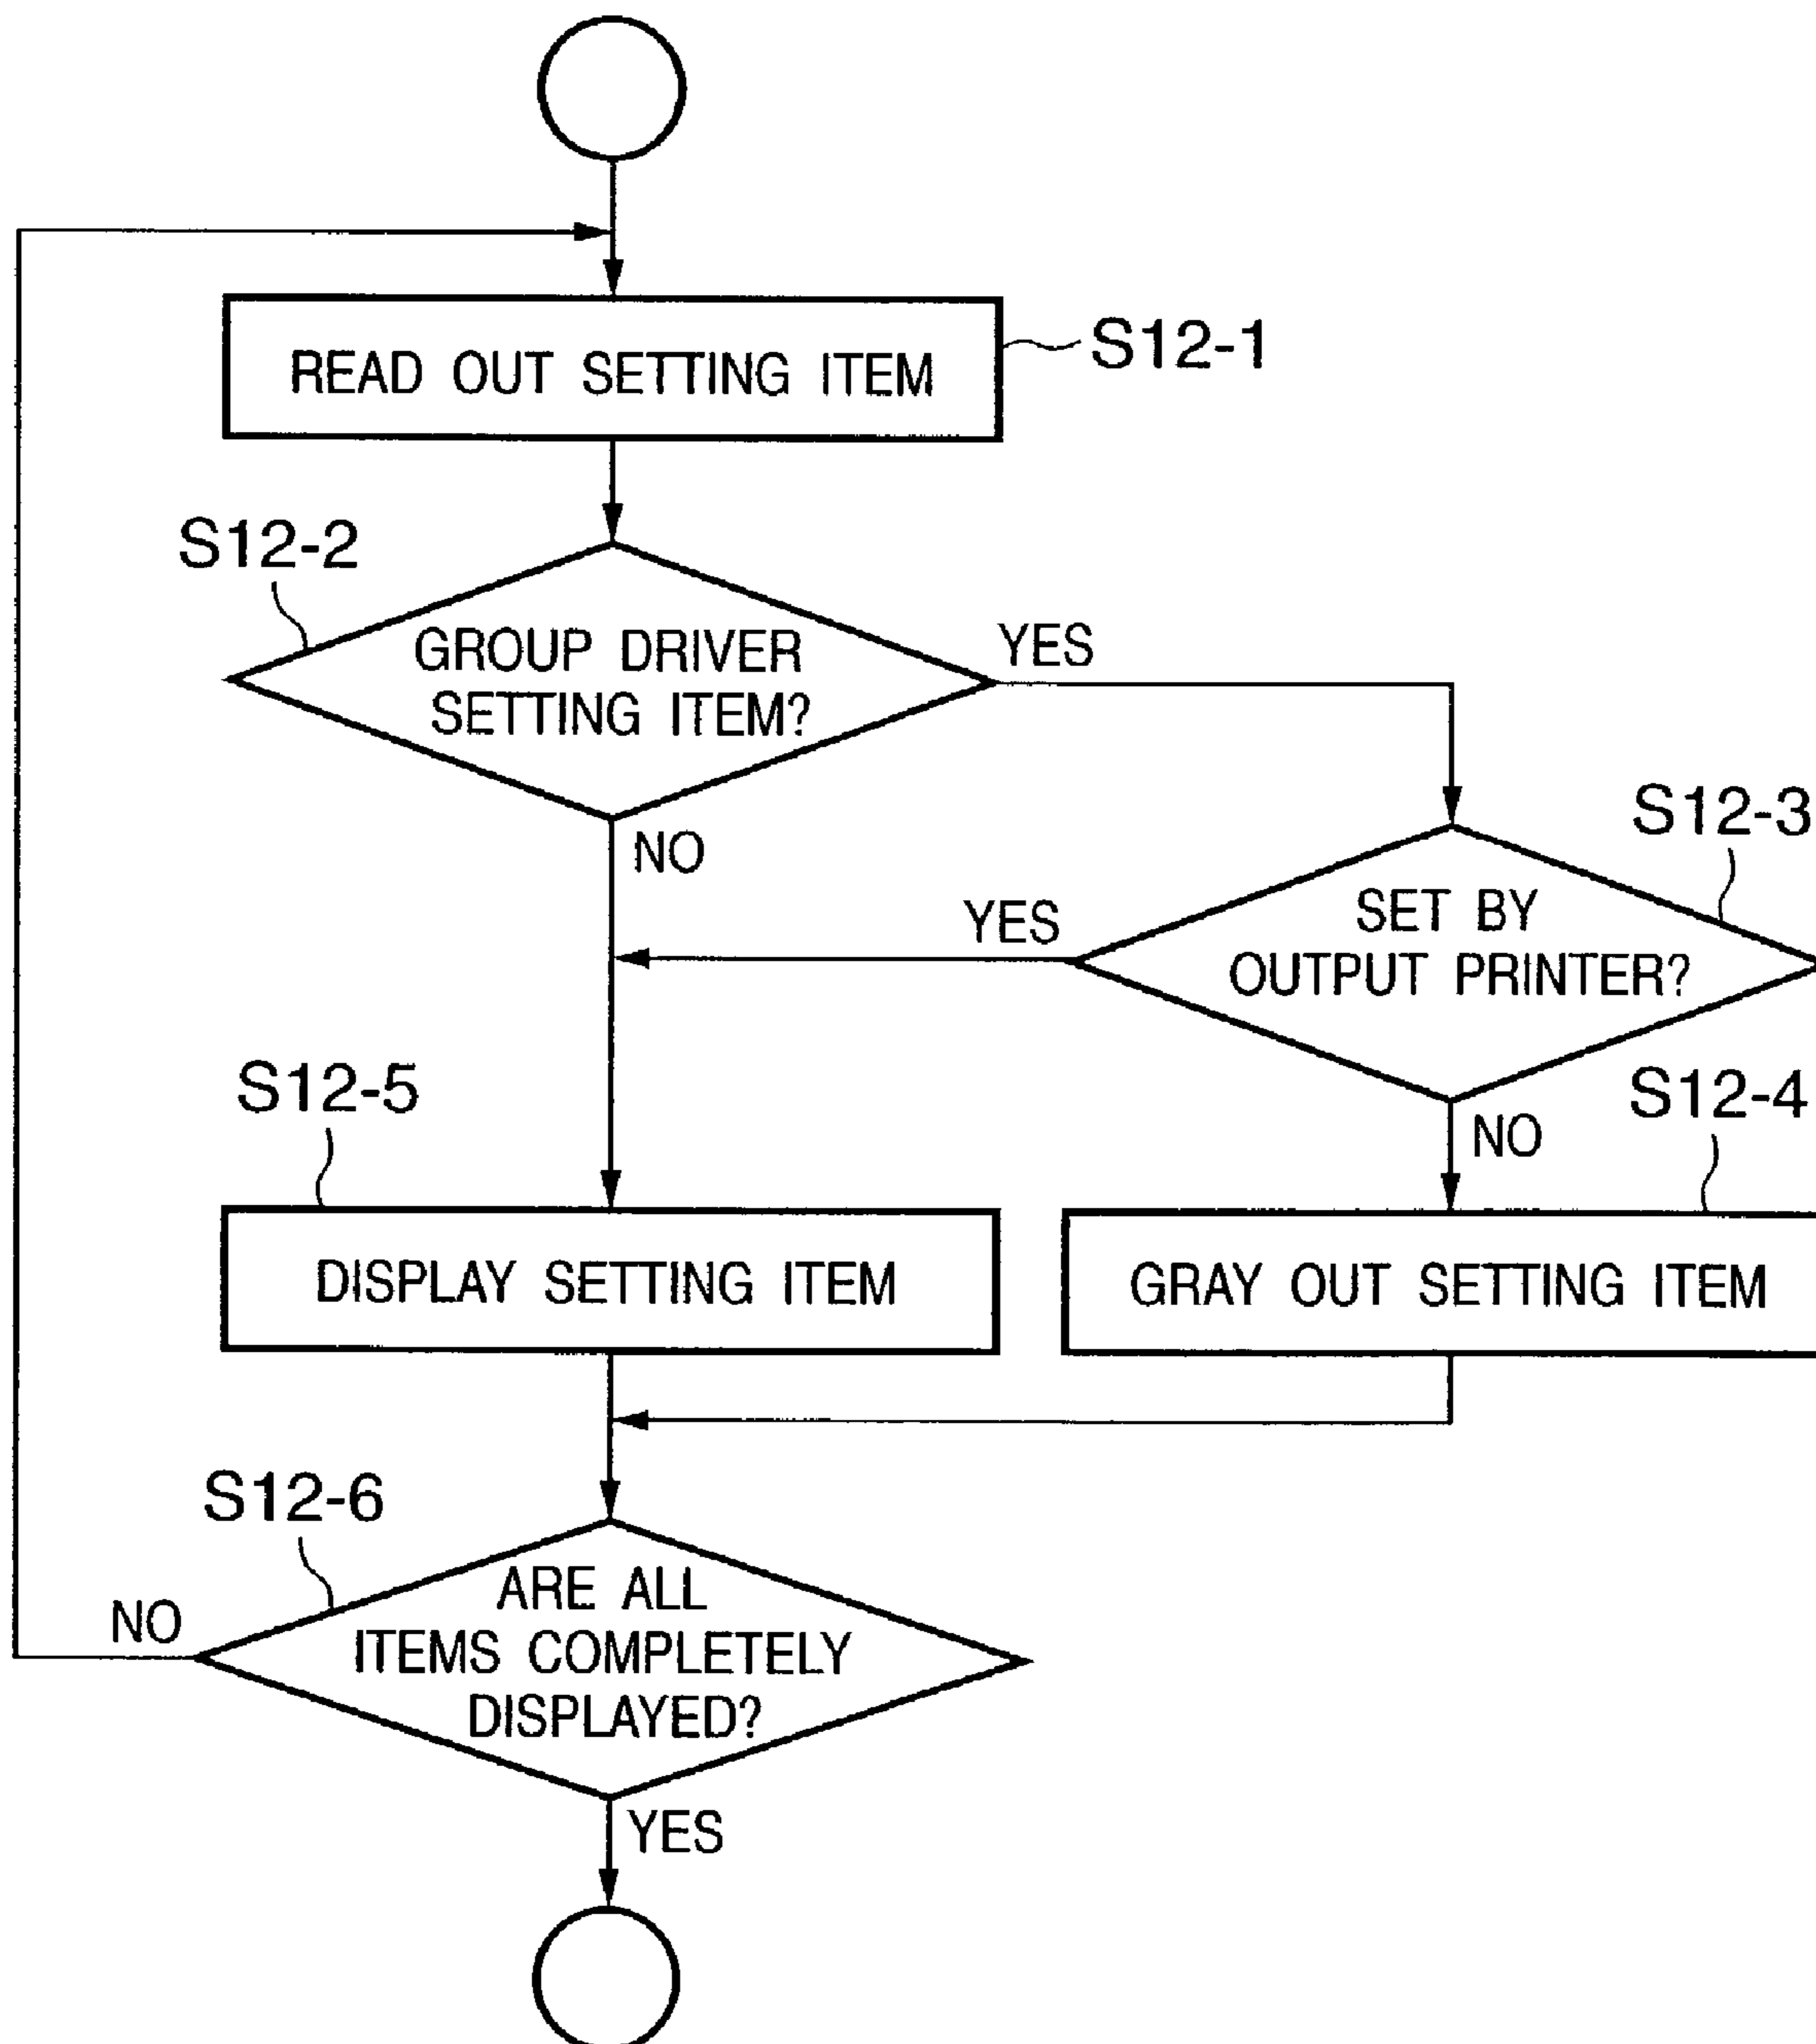 READ OUT SETTING ITEM
S12-1
S12-2
GROUP DRIVER
SETTING ITEM?
YES
NO
S12-3
SET BY
OUTPUT PRINTER?
YES
NO
S12-4
GRAY OUT SETTING ITEM
S12-5
DISPLAY SETTING ITEM
S12-6
ARE ALL
ITEMS COMPLETELY
DISPLAYED?
NO
YES